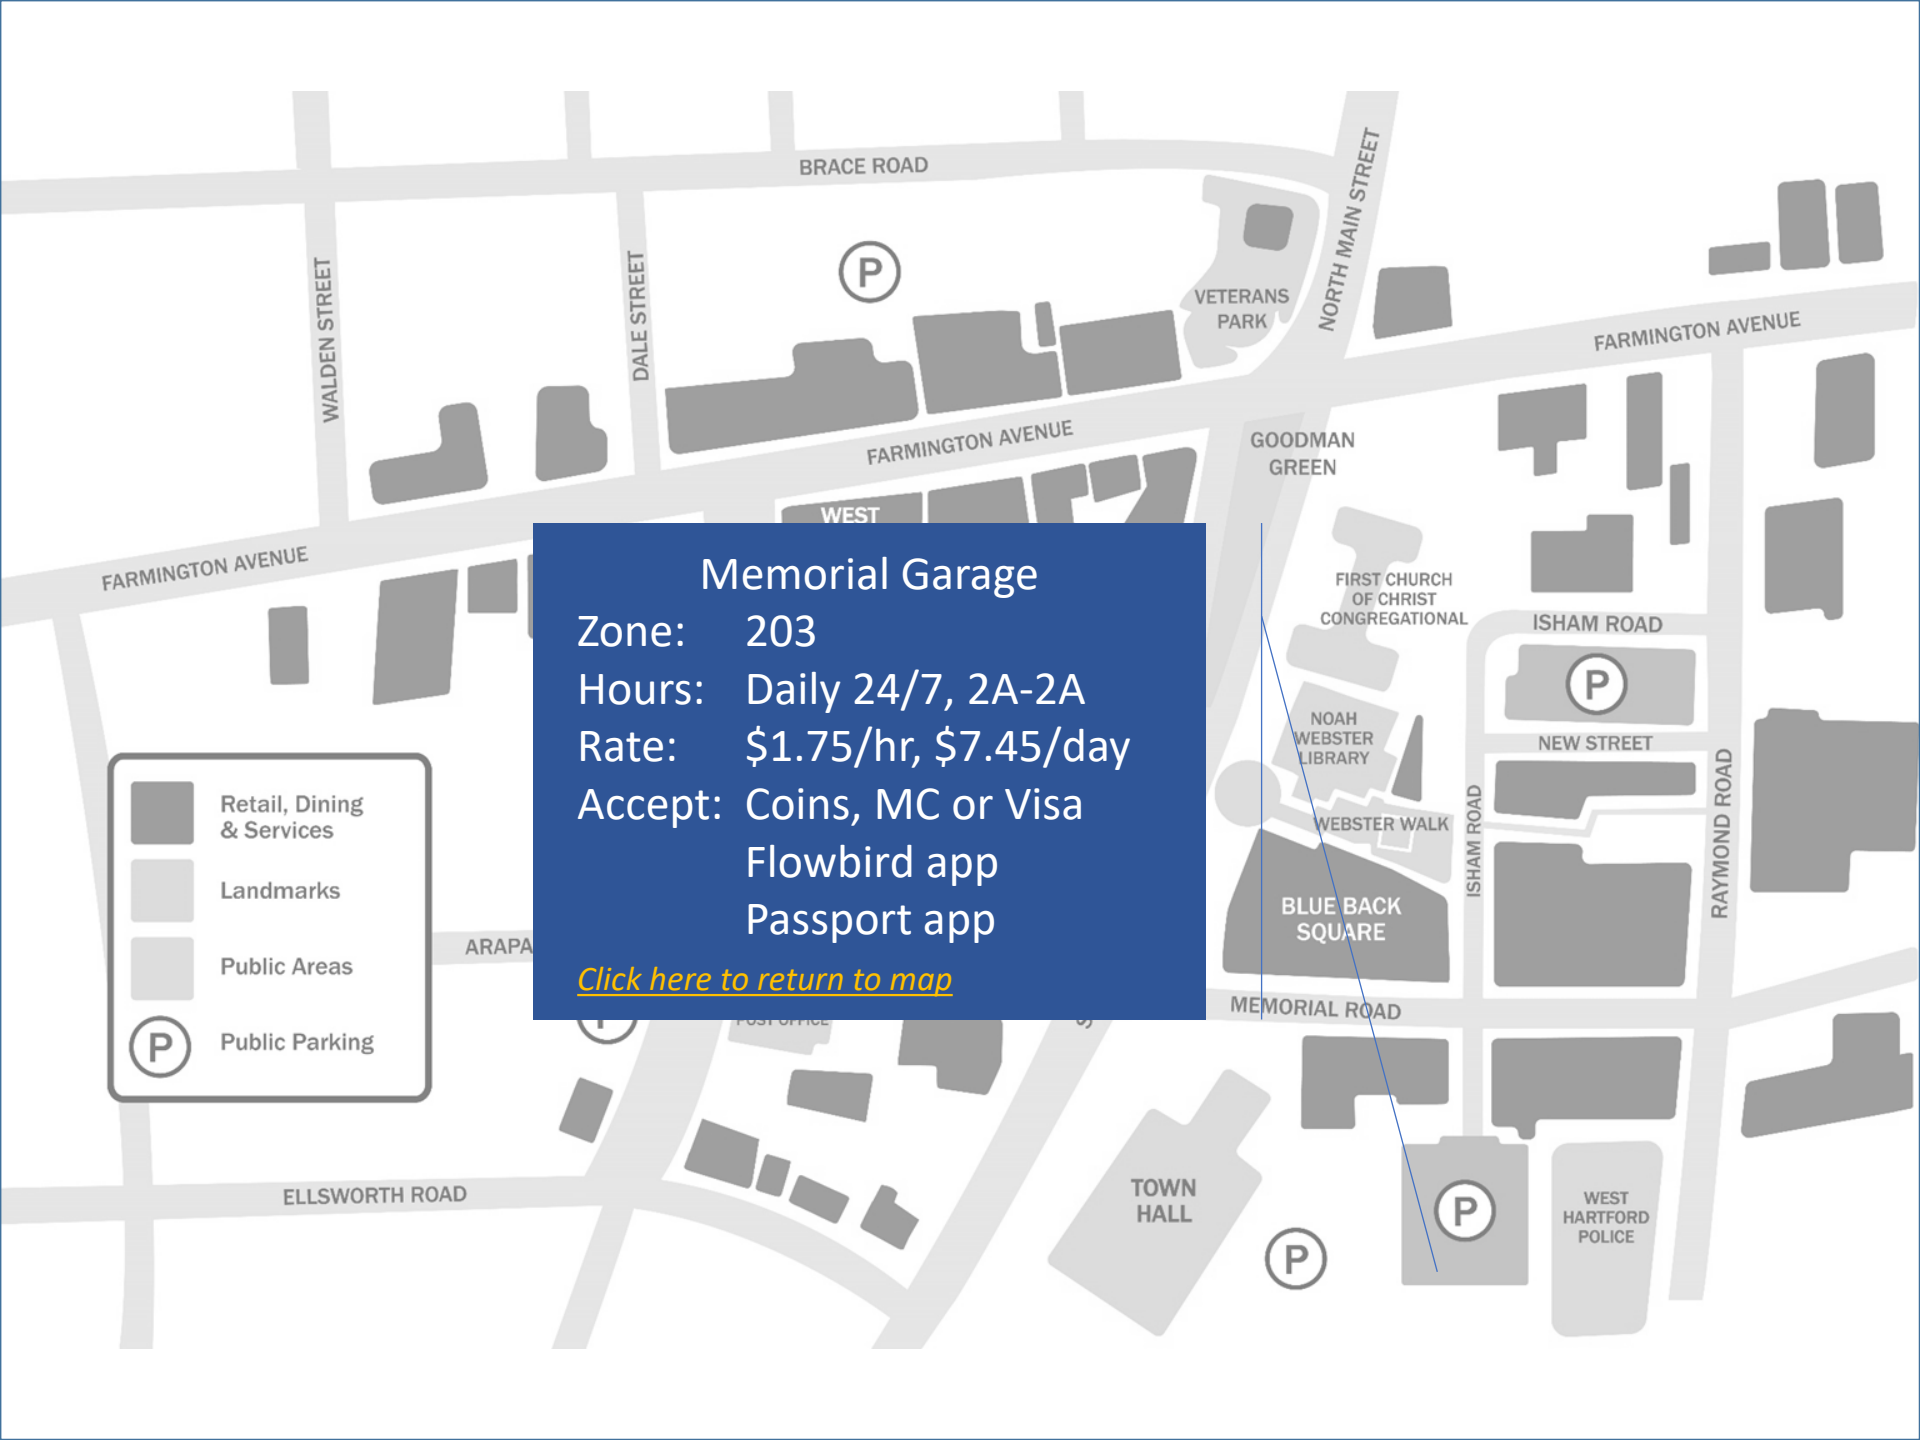 BRACE ROAD
NORTH MAIN STREET
WALDEN STREET
DALE STREET
P
VETERANS
PARK
FARMINGTON AVENUE
FARMINGTON AVENUE
GOODMAN
GREEN
WEST
FARMINGTON AVENUE
FIRST CHURCH
OF CHRIST
CONGREGATIONAL
ISHAM ROAD
P
NOAH
WEBSTER
LIBRARY
NEW STREET
WEBSTER WALK
ISHAM ROAD
RAYMOND ROAD
BLUE BACK
SQUARE
MEMORIAL ROAD
Memorial Garage
Zone: 203
Hours: Daily 24/7, 2A-2A
Rate: $1.75/hr, $7.45/day
Accept: Coins, MC or Visa
Flowbird app
Passport app
Click here to return to map
Retail, Dining
& Services
Landmarks
Public Areas
P Public Parking
ARAPA
POST OFFICE
ELLSWORTH ROAD
TOWN
HALL
P
P
WEST
HARTFORD
POLICE